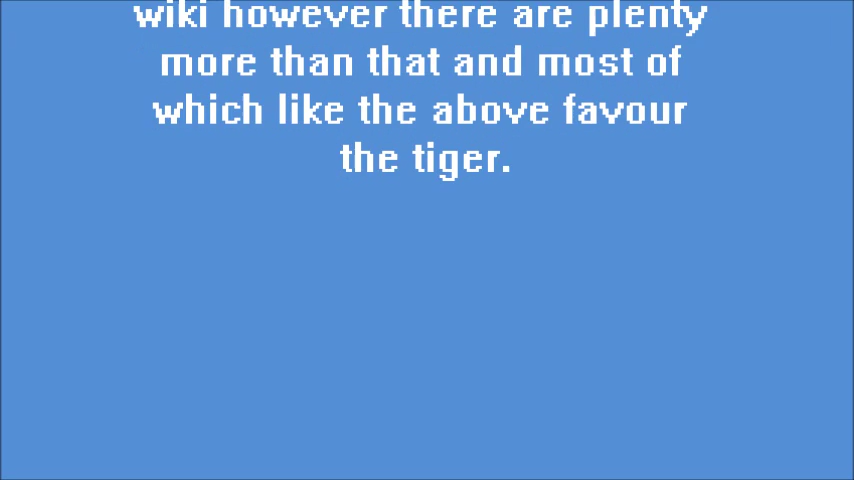 wiki however there are plenty
more than that and most of
which like the above favour
the tiger.